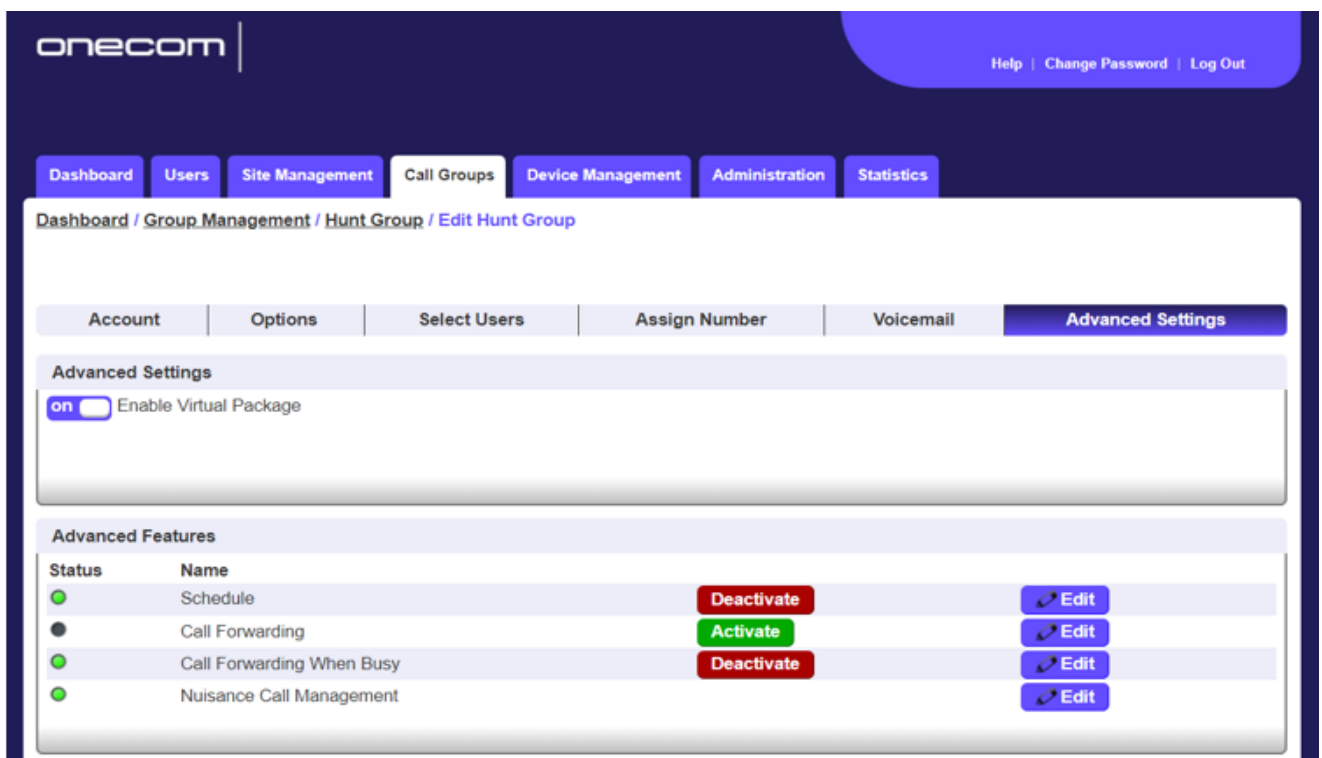 onecom
Help | Change Password | Log Out
Dashboard Users Site Management Call Groups Device Management Administration Statistics
Dashboard / Group Management / Hunt Group / Edit Hunt Group
Account Options Select Users Assign Number Voicemail Advanced Settings
Advanced Settings
on Enable Virtual Package
Advanced Features
Status Name
Schedule Deactivate Edit
Call Forwarding Activate Edit
Call Forwarding When Busy Deactivate Edit
Nuisance Call Management Edit